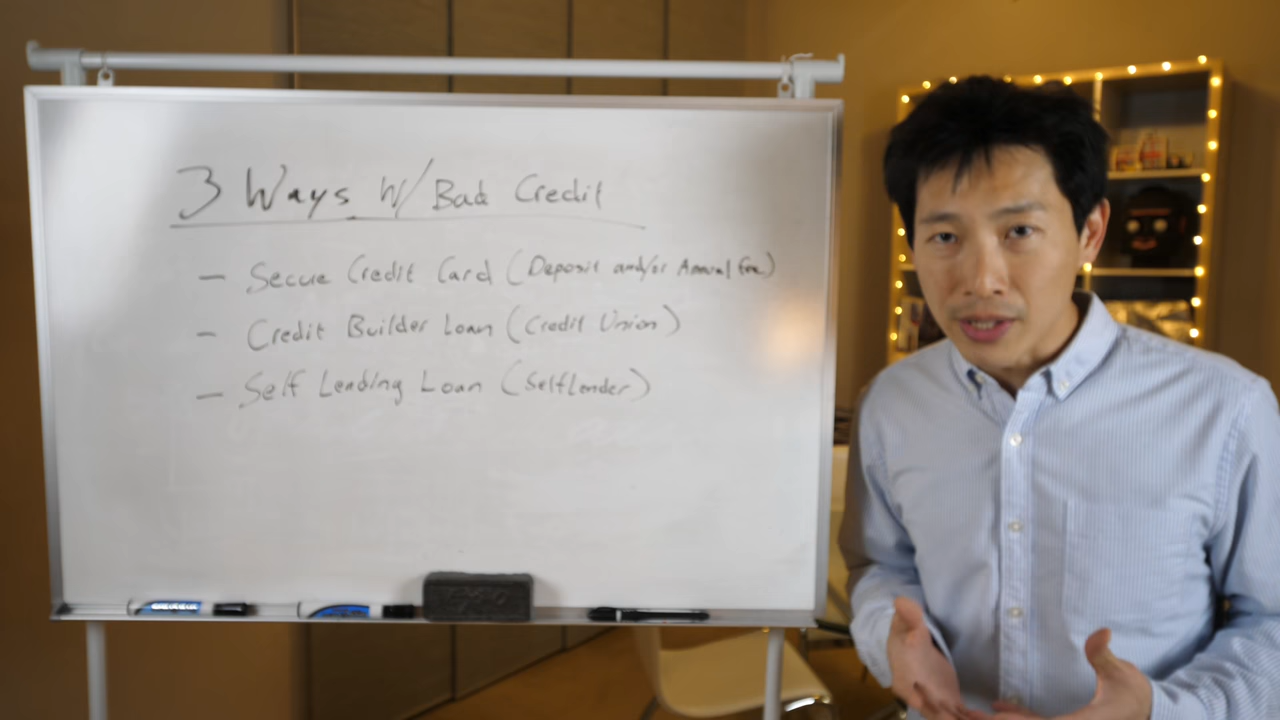 3 Ways w/ Bad Credit
- Secue Credit Card (Deposit and/or Annual fee)
- Credit Builder Loan (Credit Union)
- Self Lending Loan (SelfLender)